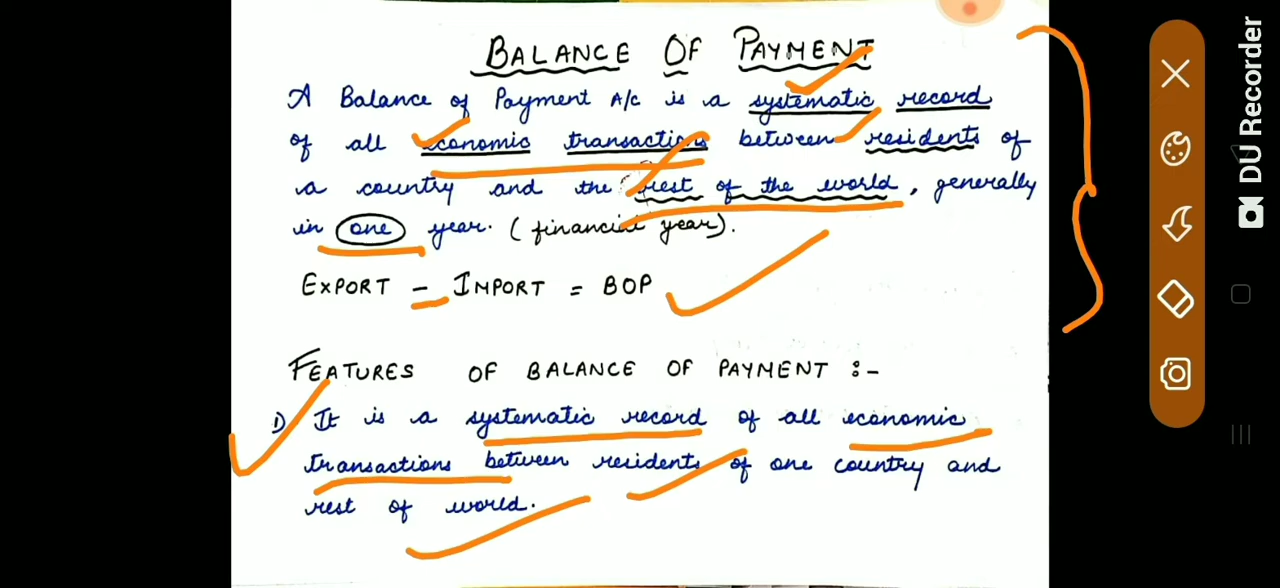 BALANCE OF PAYMENT
A Balance of Payment A/c is a systematic record
of all economic transactions between residents of
a country and the rest of the world, generally
in one year. (financial year).
EXPORT - IMPORT = BOP
FEATURES OF BALANCE OF PAYMENT :-
1) It is a systematic record of all economic
transactions between residents of one country and
rest of world.
DU Recorder